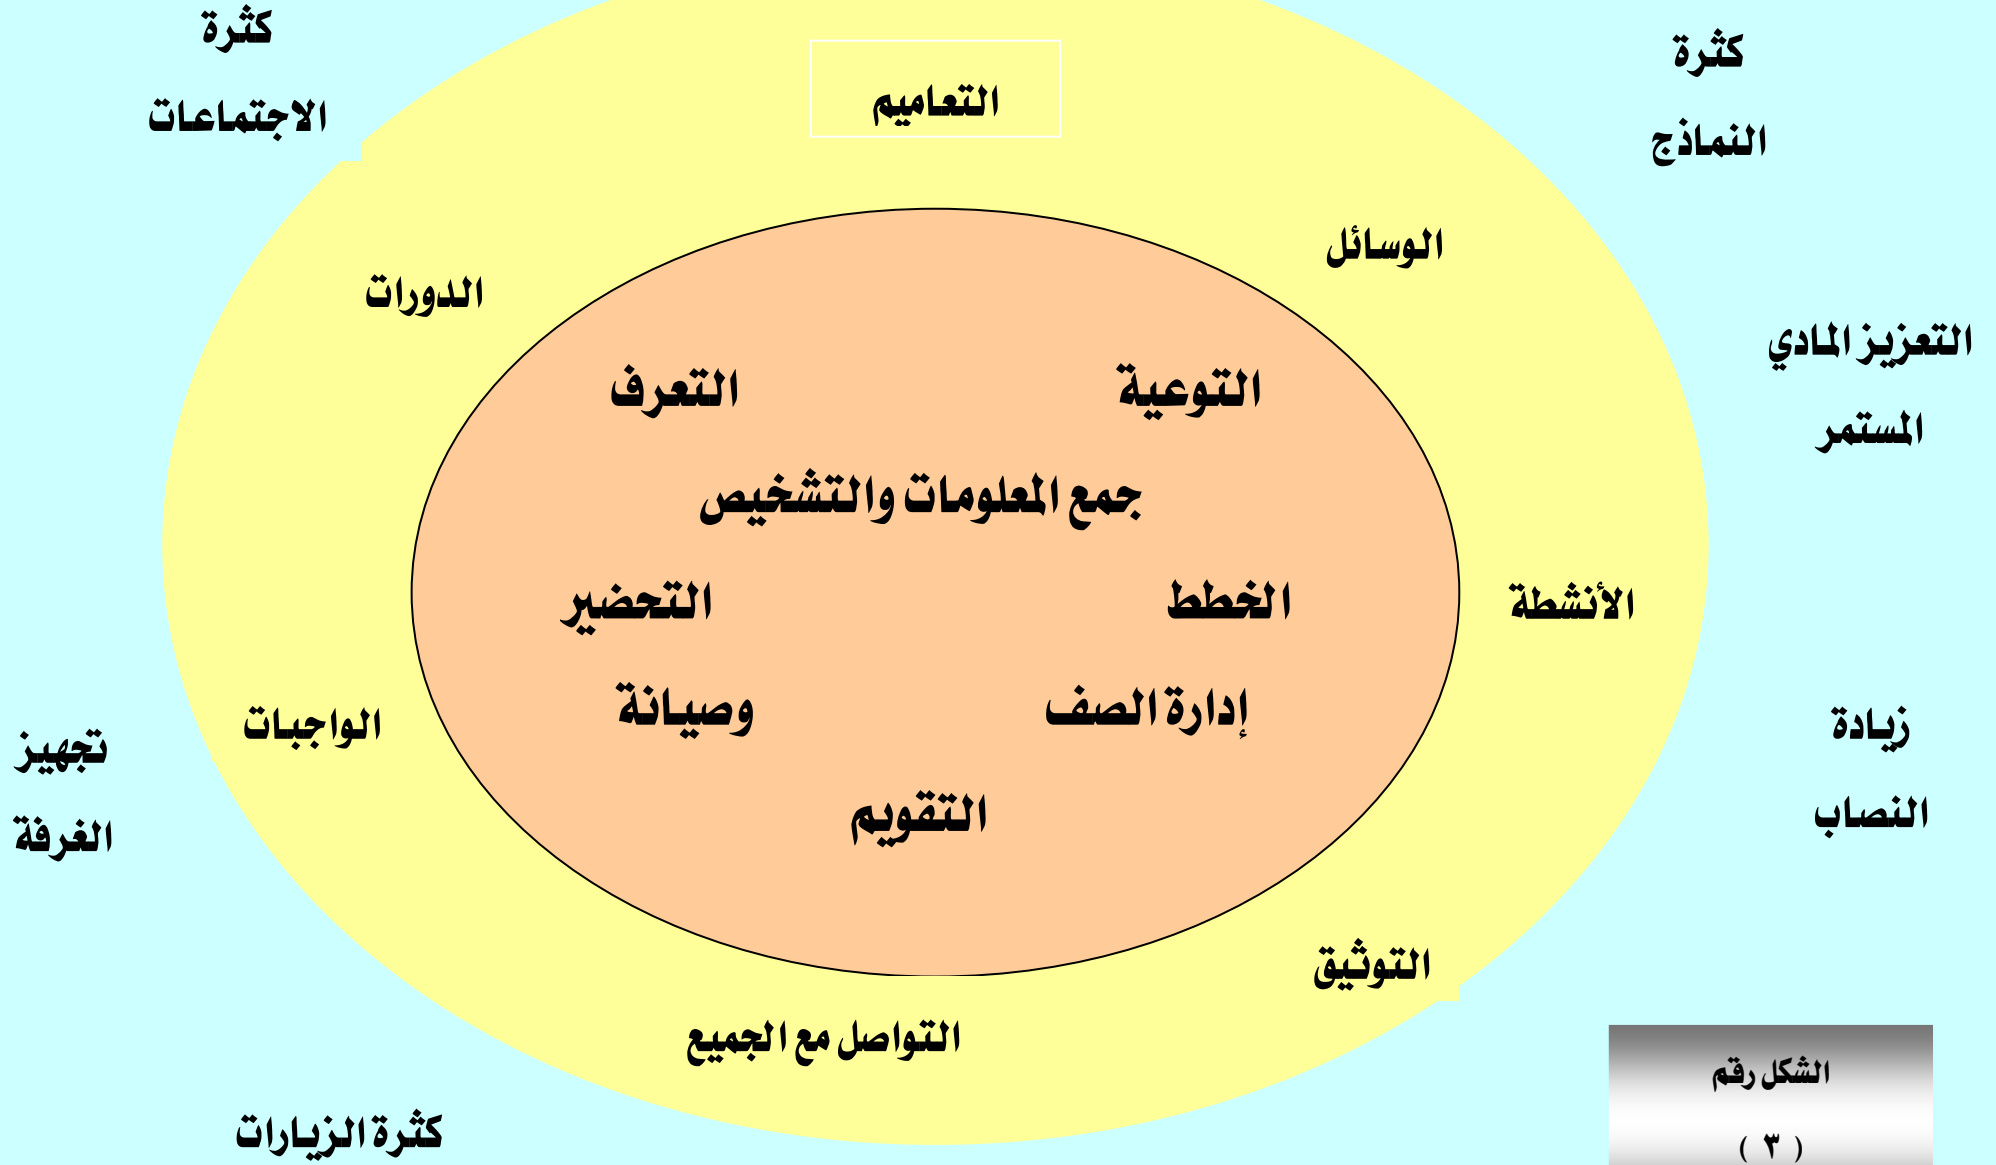 كثرة
النماذج
كثرة
الاجتماعات
التعاميم
الوسائل
الدورات
التعزيز المادي
المستمر
التوعية
التعرف
جمع المعلومات والتشخيص
الخطط
التحضير
الأنشطة
إدارة الصف
وصيانة
التقويم
الواجبات
زيادة
النصاب
تجهيز
الغرفة
التوثيق
التواصل مع الجميع
كثرة الزيارات
الشكل رقم
( ٣ )